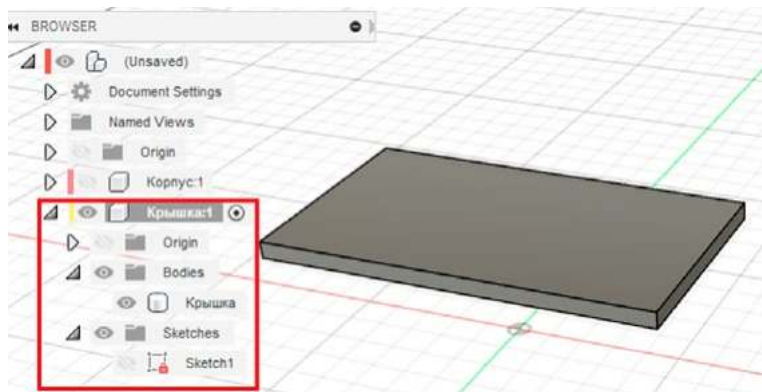 BROWSER
(Unsaved)
Document Settings
Named Views
Origin
Корпус:1
Крышка:1
Origin
Bodies
Крышка
Sketches
Sketch1